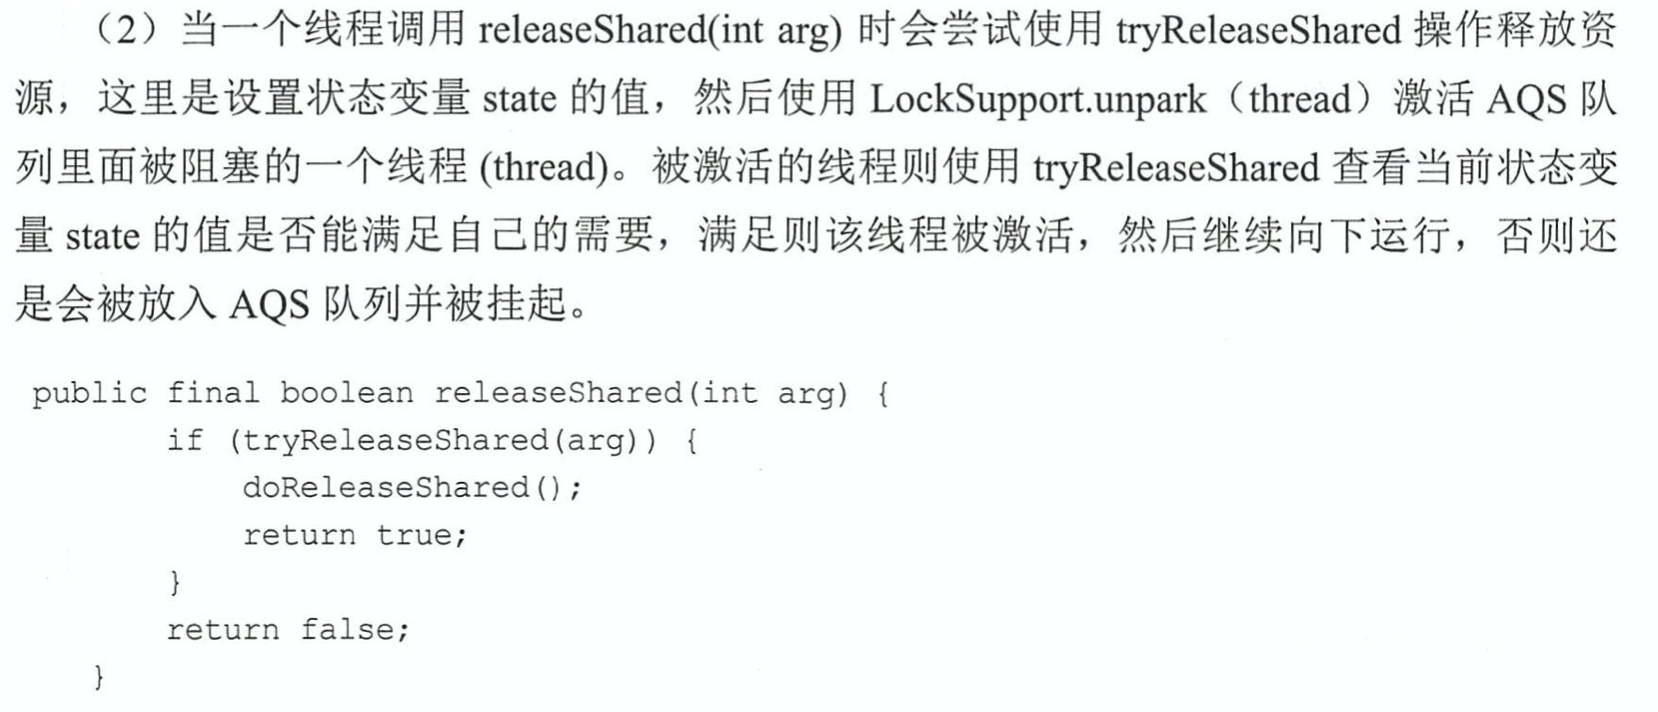 （2）当一个线程调用 releaseShared(int arg) 时会尝试使用 tryReleaseShared 操作释放资
源，这里是设置状态变量 state 的值，然后使用 LockSupport.unpark（thread）激活 AQS 队
列里面被阻塞的一个线程 (thread)。被激活的线程则使用 tryReleaseShared 查看当前状态变
量 state 的值是否能满足自己的需要，满足则该线程被激活，然后继续向下运行，否则还
是会被放入 AQS 队列并被挂起。
public final boolean releaseShared(int arg) {
if (tryReleaseShared(arg)) {
doReleaseShared();
return true;
}
return false;
}